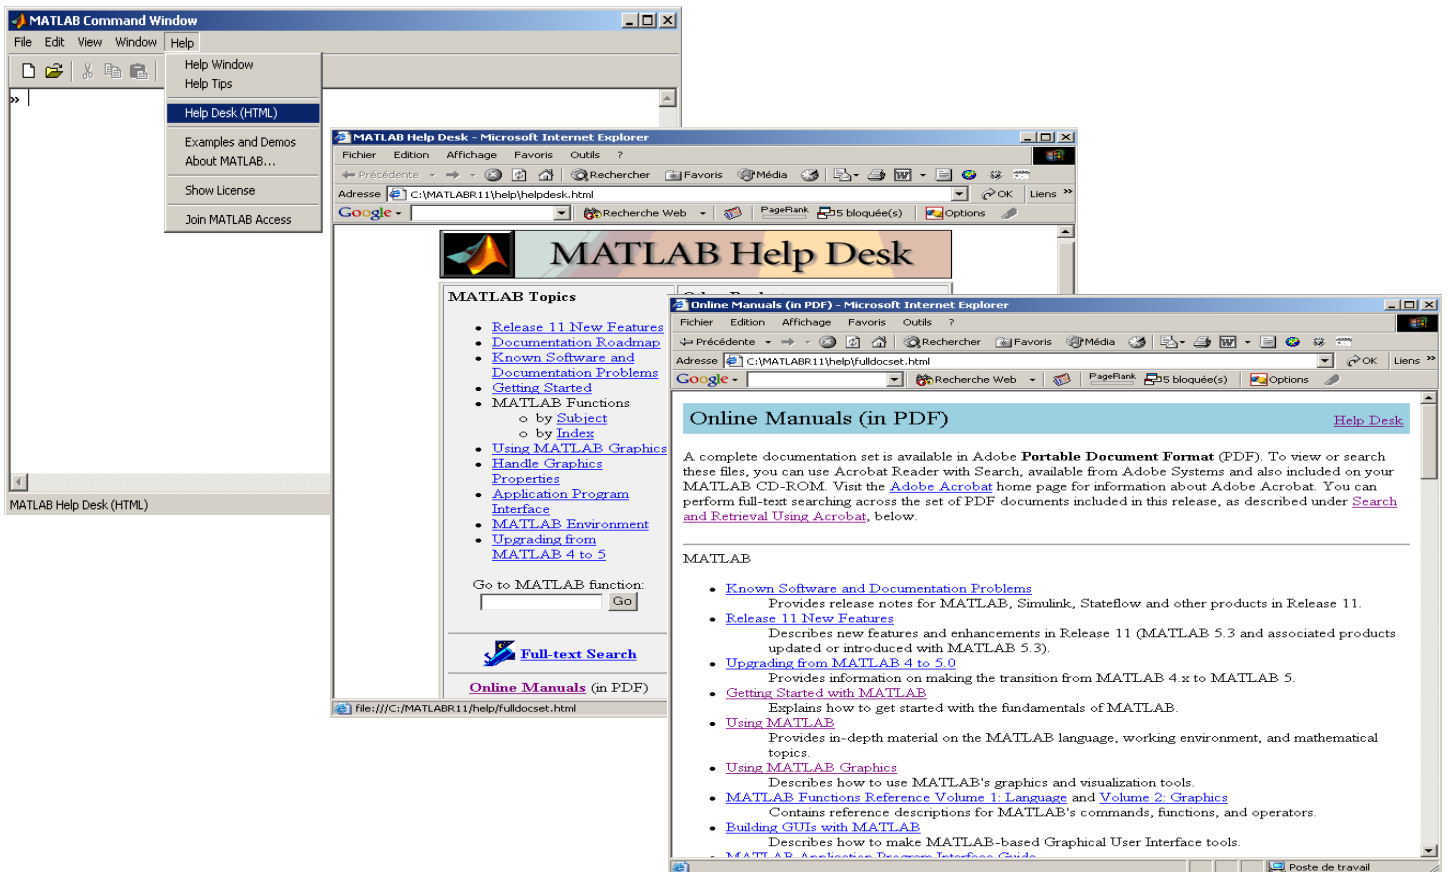 MATLAB Command Window
File Edit View Window Help
Help Window
Help Tips
Help Desk (HTML)
Examples and Demos
About MATLAB...
Show License
Join MATLAB Access
»
MATLAB Help Desk (HTML)
MATLAB Help Desk - Microsoft Internet Explorer
Fichier Edition Affichage Favoris Outils ?
Précédente Rechercher Favoris Média
Adresse C:\MATLABR11\help\helpdesk.html OK Liens »
Google Recherche Web PageRank 5 bloquée(s) Options
MATLAB Help Desk
MATLAB Topics
• Release 11 New Features
• Documentation Roadmap
• Known Software and
Documentation Problems
• Getting Started
• MATLAB Functions
o by Subject
o by Index
• Using MATLAB Graphics
• Handle Graphics
Properties
• Application Program
Interface
• MATLAB Environment
• Upgrading from
MATLAB 4 to 5
Go to MATLAB function:
Go
Full-text Search
Online Manuals (in PDF)
file:///C:/MATLABR11/help/fulldocset.html
Online Manuals (in PDF) - Microsoft Internet Explorer
Fichier Edition Affichage Favoris Outils ?
Précédente Rechercher Favoris Média
Adresse C:\MATLABR11\help\fulldocset.html OK Liens »
Google Recherche Web PageRank 5 bloquée(s) Options
Online Manuals (in PDF) Help Desk
A complete documentation set is available in Adobe Portable Document Format (PDF). To view or search
these files, you can use Acrobat Reader with Search, available from Adobe Systems and also included on your
MATLAB CD-ROM. Visit the Adobe Acrobat home page for information about Adobe Acrobat. You can
perform full-text searching across the set of PDF documents included in this release, as described under Search
and Retrieval Using Acrobat, below.
MATLAB
• Known Software and Documentation Problems
Provides release notes for MATLAB, Simulink, Stateflow and other products in Release 11.
• Release 11 New Features
Describes new features and enhancements in Release 11 (MATLAB 5.3 and associated products
updated or introduced with MATLAB 5.3).
• Upgrading from MATLAB 4 to 5.0
Provides information on making the transition from MATLAB 4.x to MATLAB 5.
• Getting Started with MATLAB
Explains how to get started with the fundamentals of MATLAB.
• Using MATLAB
Provides in-depth material on the MATLAB language, working environment, and mathematical
topics.
• Using MATLAB Graphics
Describes how to use MATLAB's graphics and visualization tools.
• MATLAB Functions Reference Volume 1: Language and Volume 2: Graphics
Contains reference descriptions for MATLAB's commands, functions, and operators.
• Building GUIs with MATLAB
Describes how to make MATLAB-based Graphical User Interface tools.
• MATLAB Application Program Interface Guide
Poste de travail